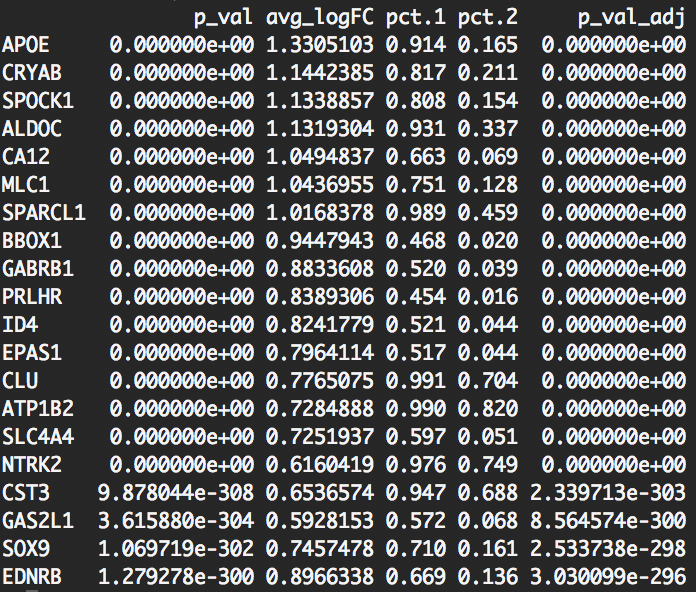 p_val avg_logFC pct.1 pct.2 p_val_adj
APOE 0.000000e+00 1.3305103 0.914 0.165 0.000000e+00
CRYAB 0.000000e+00 1.1442385 0.817 0.211 0.000000e+00
SPOCK1 0.000000e+00 1.1338857 0.808 0.154 0.000000e+00
ALDOC 0.000000e+00 1.1319304 0.931 0.337 0.000000e+00
CA12 0.000000e+00 1.0494837 0.663 0.069 0.000000e+00
MLC1 0.000000e+00 1.0436955 0.751 0.128 0.000000e+00
SPARCL1 0.000000e+00 1.0168378 0.989 0.459 0.000000e+00
BBOX1 0.000000e+00 0.9447943 0.468 0.020 0.000000e+00
GABRB1 0.000000e+00 0.8833608 0.520 0.039 0.000000e+00
PRLHR 0.000000e+00 0.8389306 0.454 0.016 0.000000e+00
ID4 0.000000e+00 0.8241779 0.521 0.044 0.000000e+00
EPAS1 0.000000e+00 0.7964114 0.517 0.044 0.000000e+00
CLU 0.000000e+00 0.7765075 0.991 0.704 0.000000e+00
ATP1B2 0.000000e+00 0.7284888 0.990 0.820 0.000000e+00
SLC4A4 0.000000e+00 0.7251937 0.597 0.051 0.000000e+00
NTRK2 0.000000e+00 0.6160419 0.976 0.749 0.000000e+00
CST3 9.878044e-308 0.6536574 0.947 0.688 2.339713e-303
GAS2L1 3.615880e-304 0.5928153 0.572 0.068 8.564574e-300
SOX9 1.069719e-302 0.7457478 0.710 0.161 2.533738e-298
EDNRB 1.279278e-300 0.8966338 0.669 0.136 3.030099e-296